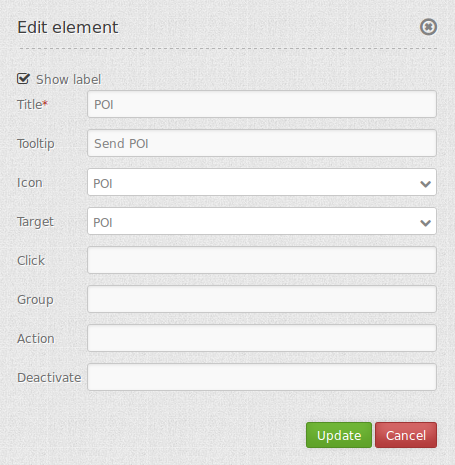 Edit element
Show label
Title* POI
Tooltip Send POI
Icon POI
Target POI
Click
Group
Action
Deactivate
Update Cancel